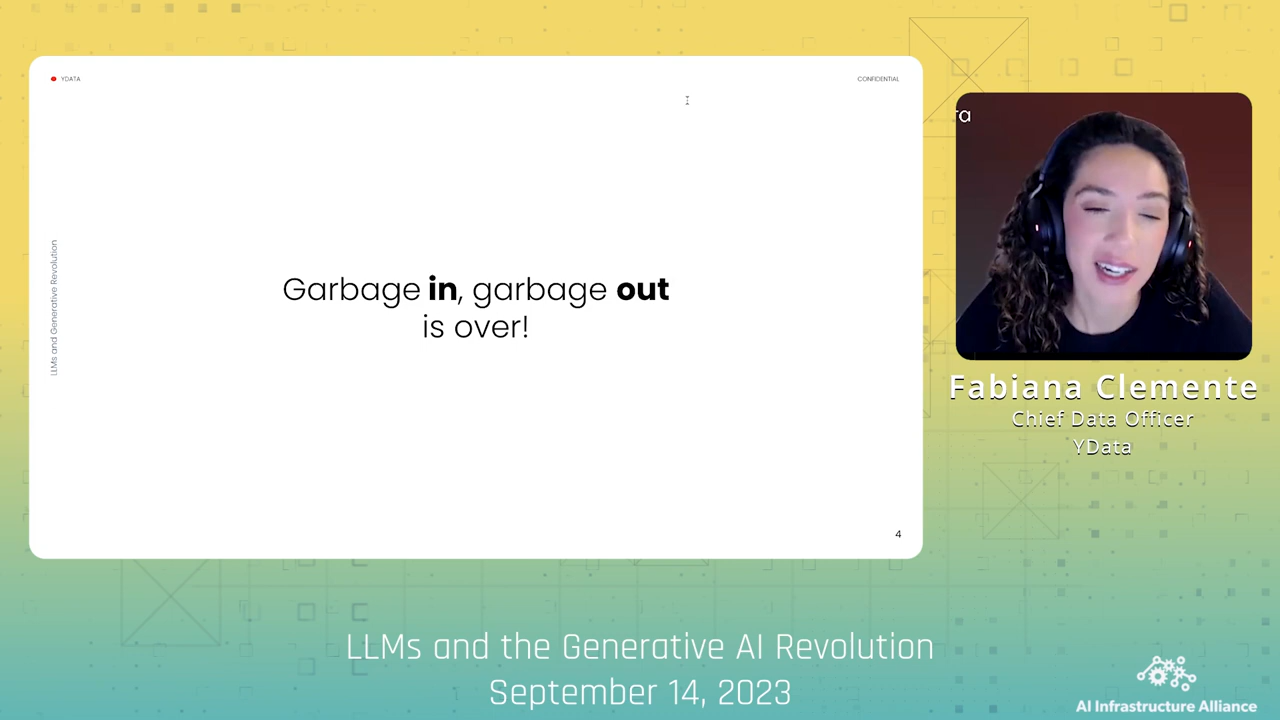 YDATA
CONFIDENTIAL
LLMs and Generative Revolution
Garbage in, garbage out
is over!
4
ra
Fabiana Clemente
Chief Data Officer
YData
LLMs and the Generative AI Revolution
September 14, 2023
AI Infrastructure Alliance